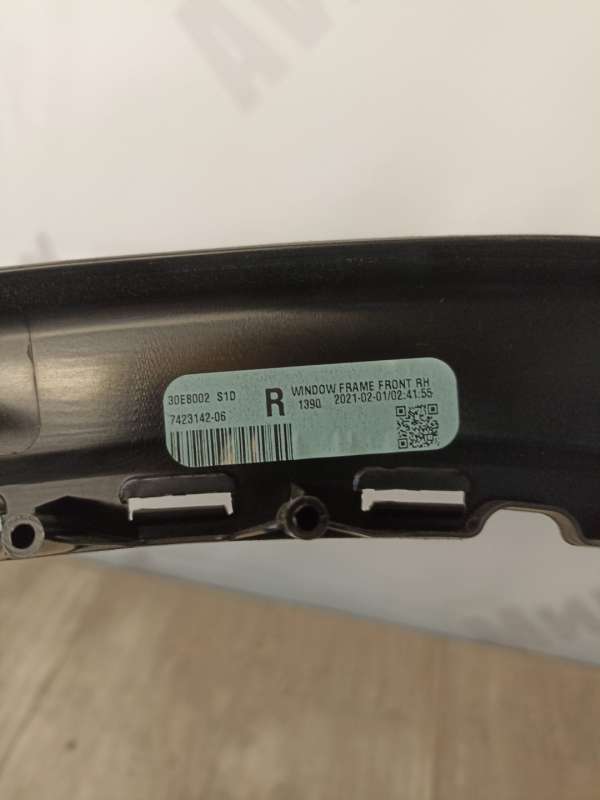 30E8002 S1D
7423142-06
R
WINDOW FRAME FRONT RH
1390 2021-02-01/02:41:55